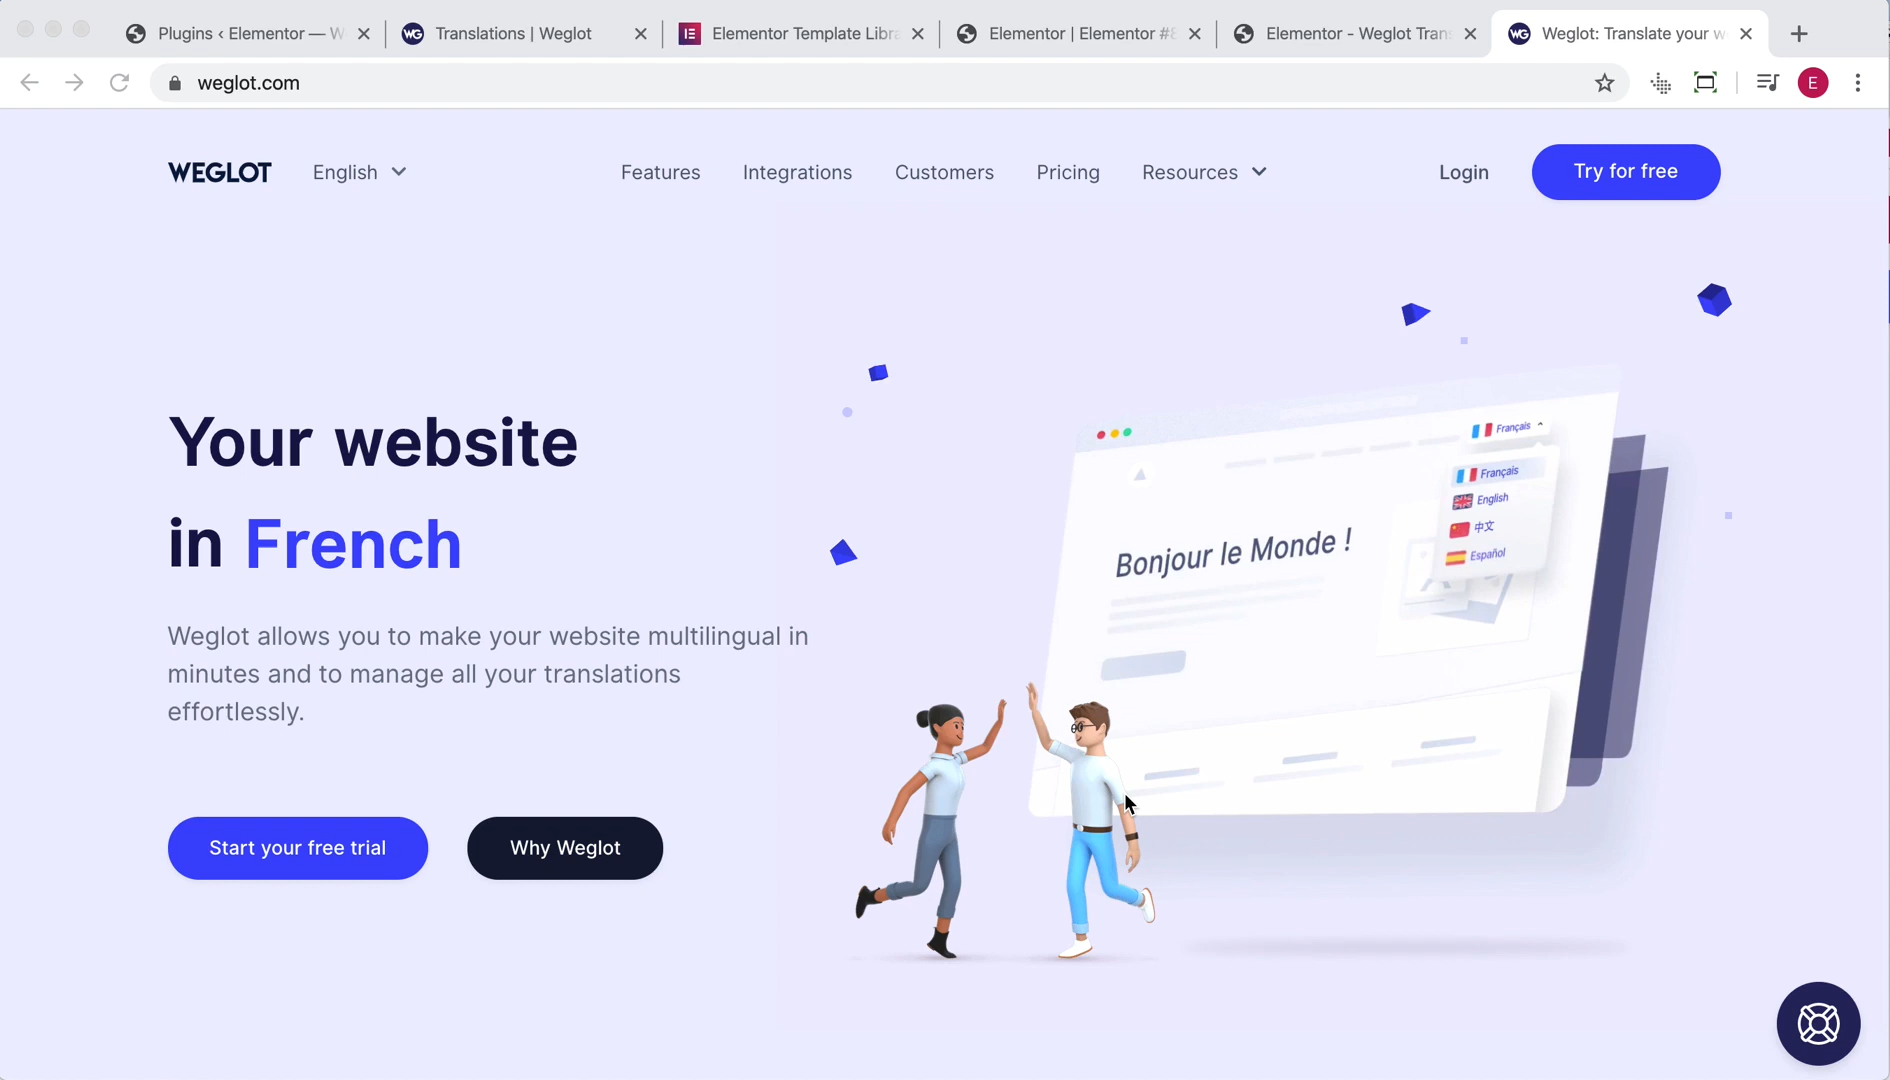 Plugins ‹ Elementor — W
Translations | Weglot
Elementor Template Libra
Elementor | Elementor #8
Elementor - Weglot Trans
Weglot: Translate your w
weglot.com
E
WEGLOT
English
Features
Integrations
Customers
Pricing
Resources
Login
Try for free
Your website
in French
Weglot allows you to make your website multilingual in
minutes and to manage all your translations
effortlessly.
Start your free trial
Why Weglot
Français
Français
English
中文
Español
Bonjour le Monde !